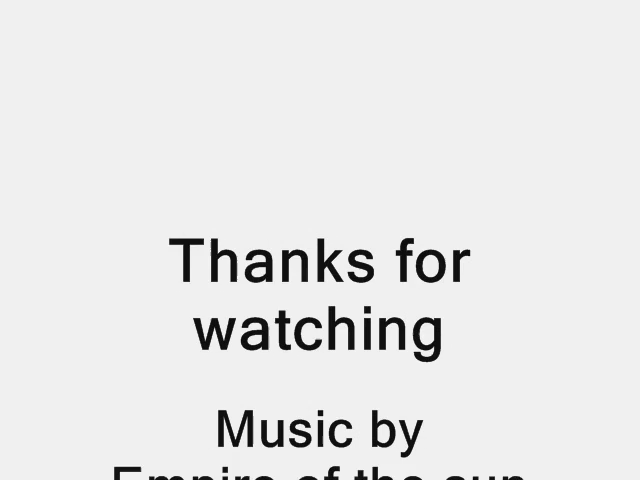 Thanks for
watching
Music by
Empire of the sun